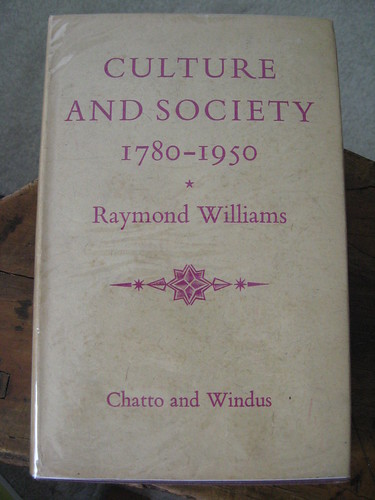 CULTURE
AND SOCIETY
1780–1950
Raymond Williams
Chatto and Windus